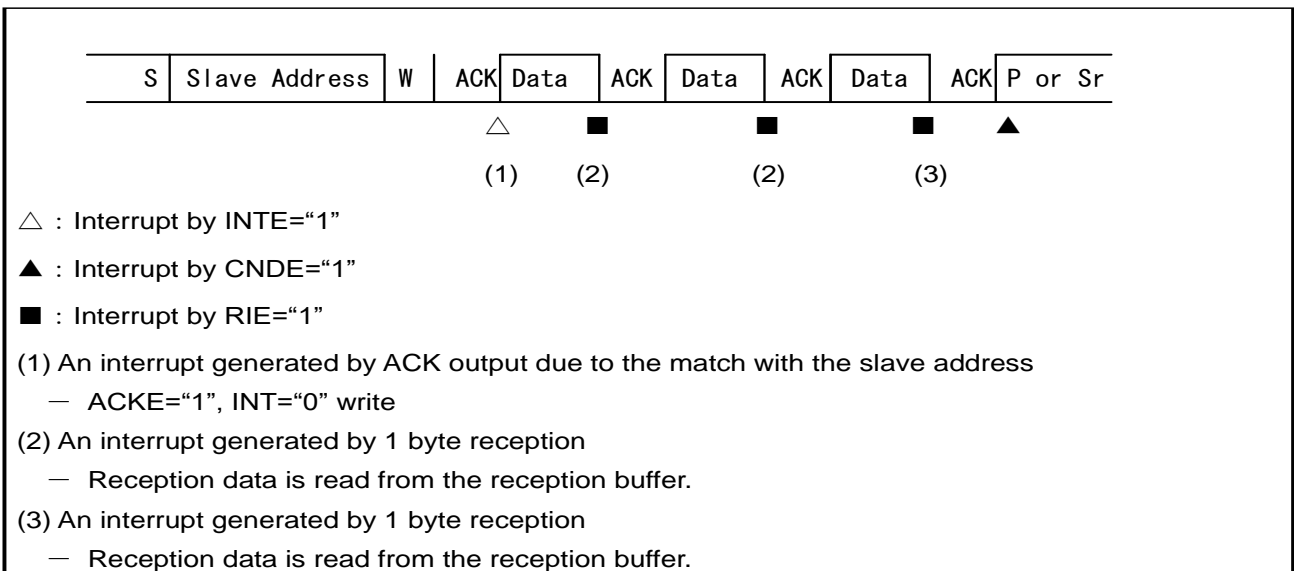 S Slave Address W ACK Data ACK Data ACK Data ACK P or Sr
△ ■ ■ ■ ▲
(1) (2) (2) (3)
△ : Interrupt by INTE=“1”
▲ : Interrupt by CNDE=“1”
■ : Interrupt by RIE=“1”
(1) An interrupt generated by ACK output due to the match with the slave address
— ACKE=“1”, INT=“0” write
(2) An interrupt generated by 1 byte reception
— Reception data is read from the reception buffer.
(3) An interrupt generated by 1 byte reception
— Reception data is read from the reception buffer.